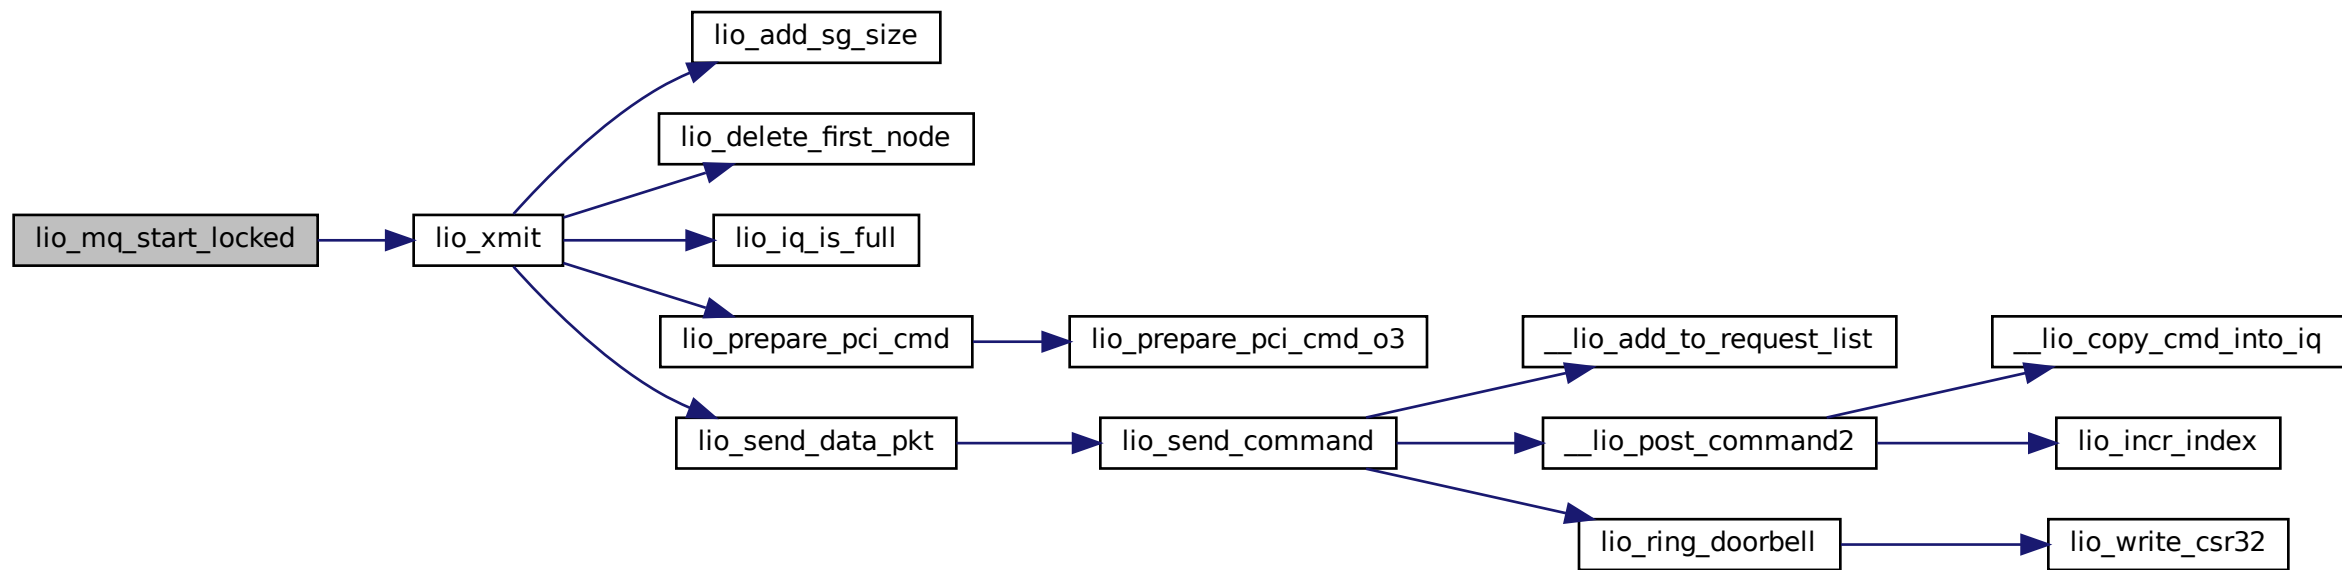 lio_add_sg_size
lio_delete_first_node
lio_mq_start_locked
lio_xmit
lio_iq_is_full
lio_prepare_pci_cmd
lio_prepare_pci_cmd_o3
__lio_add_to_request_list
__lio_copy_cmd_into_iq
lio_send_data_pkt
lio_send_command
__lio_post_command2
lio_incr_index
lio_ring_doorbell
lio_write_csr32